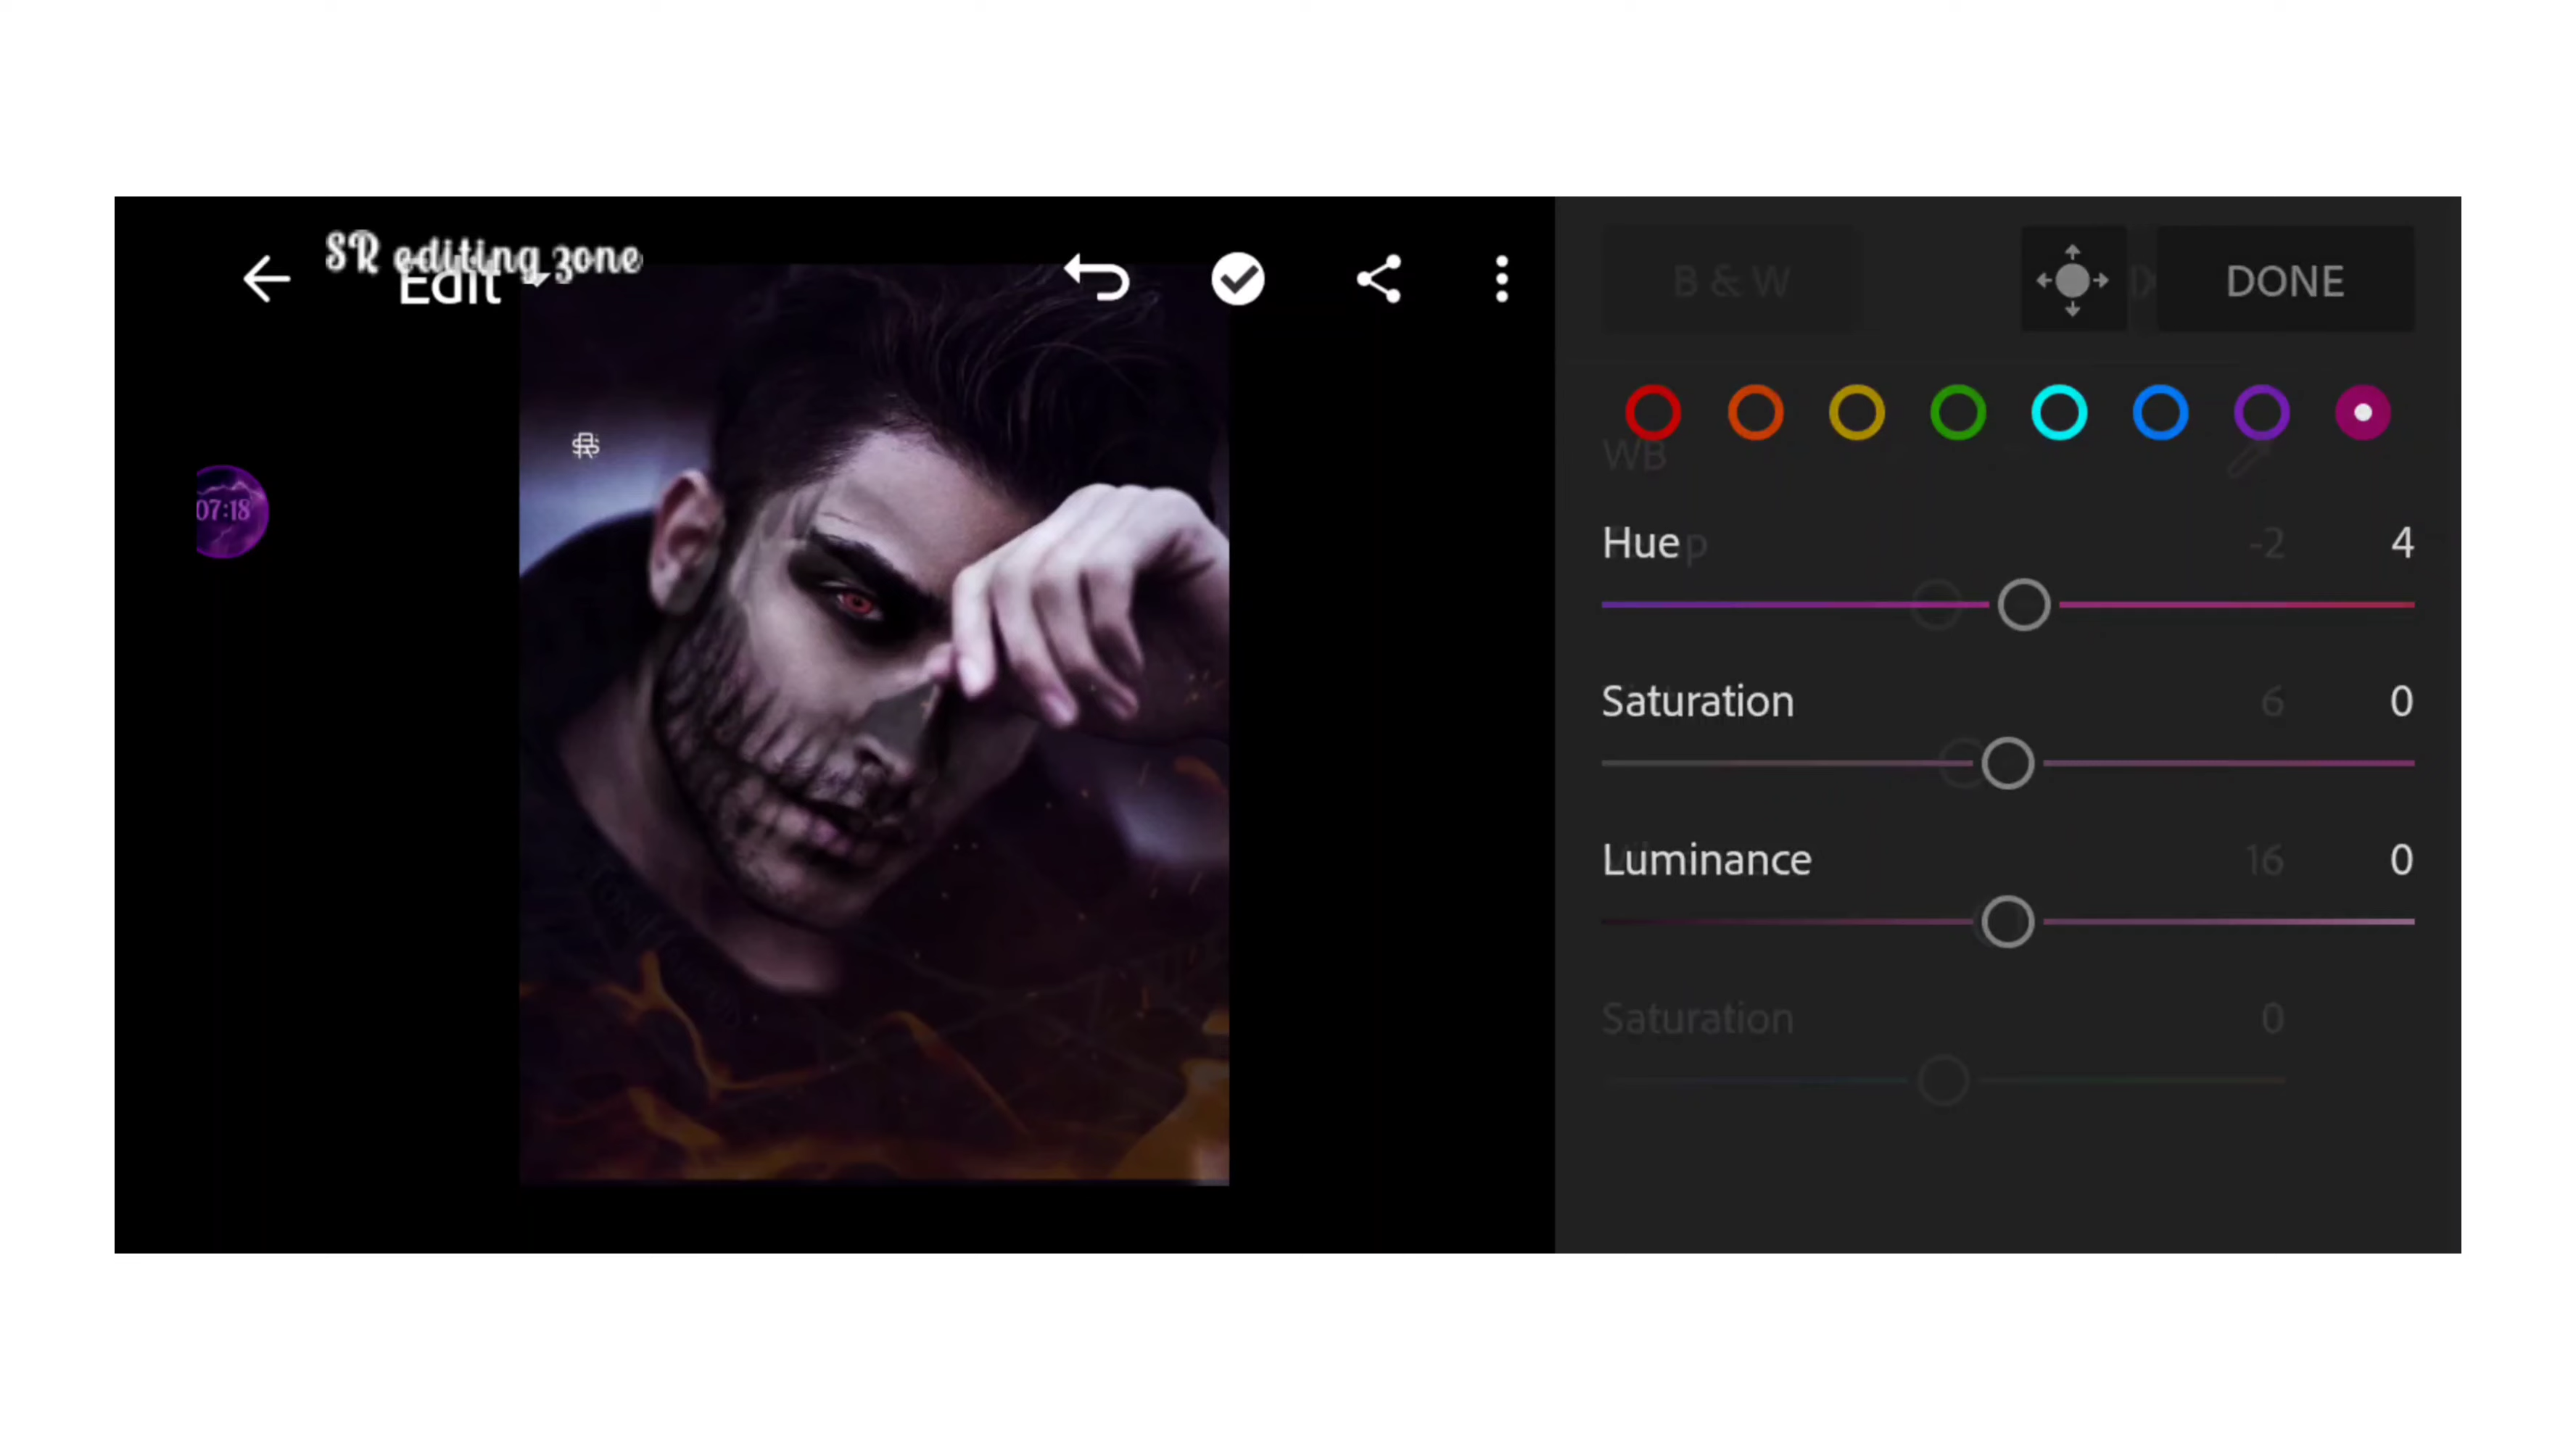 SR editing zone
Edit
B & W
DONE
07:18
WB
Hue
-2
4
Saturation
6
0
Luminance
16
0
Saturation
0